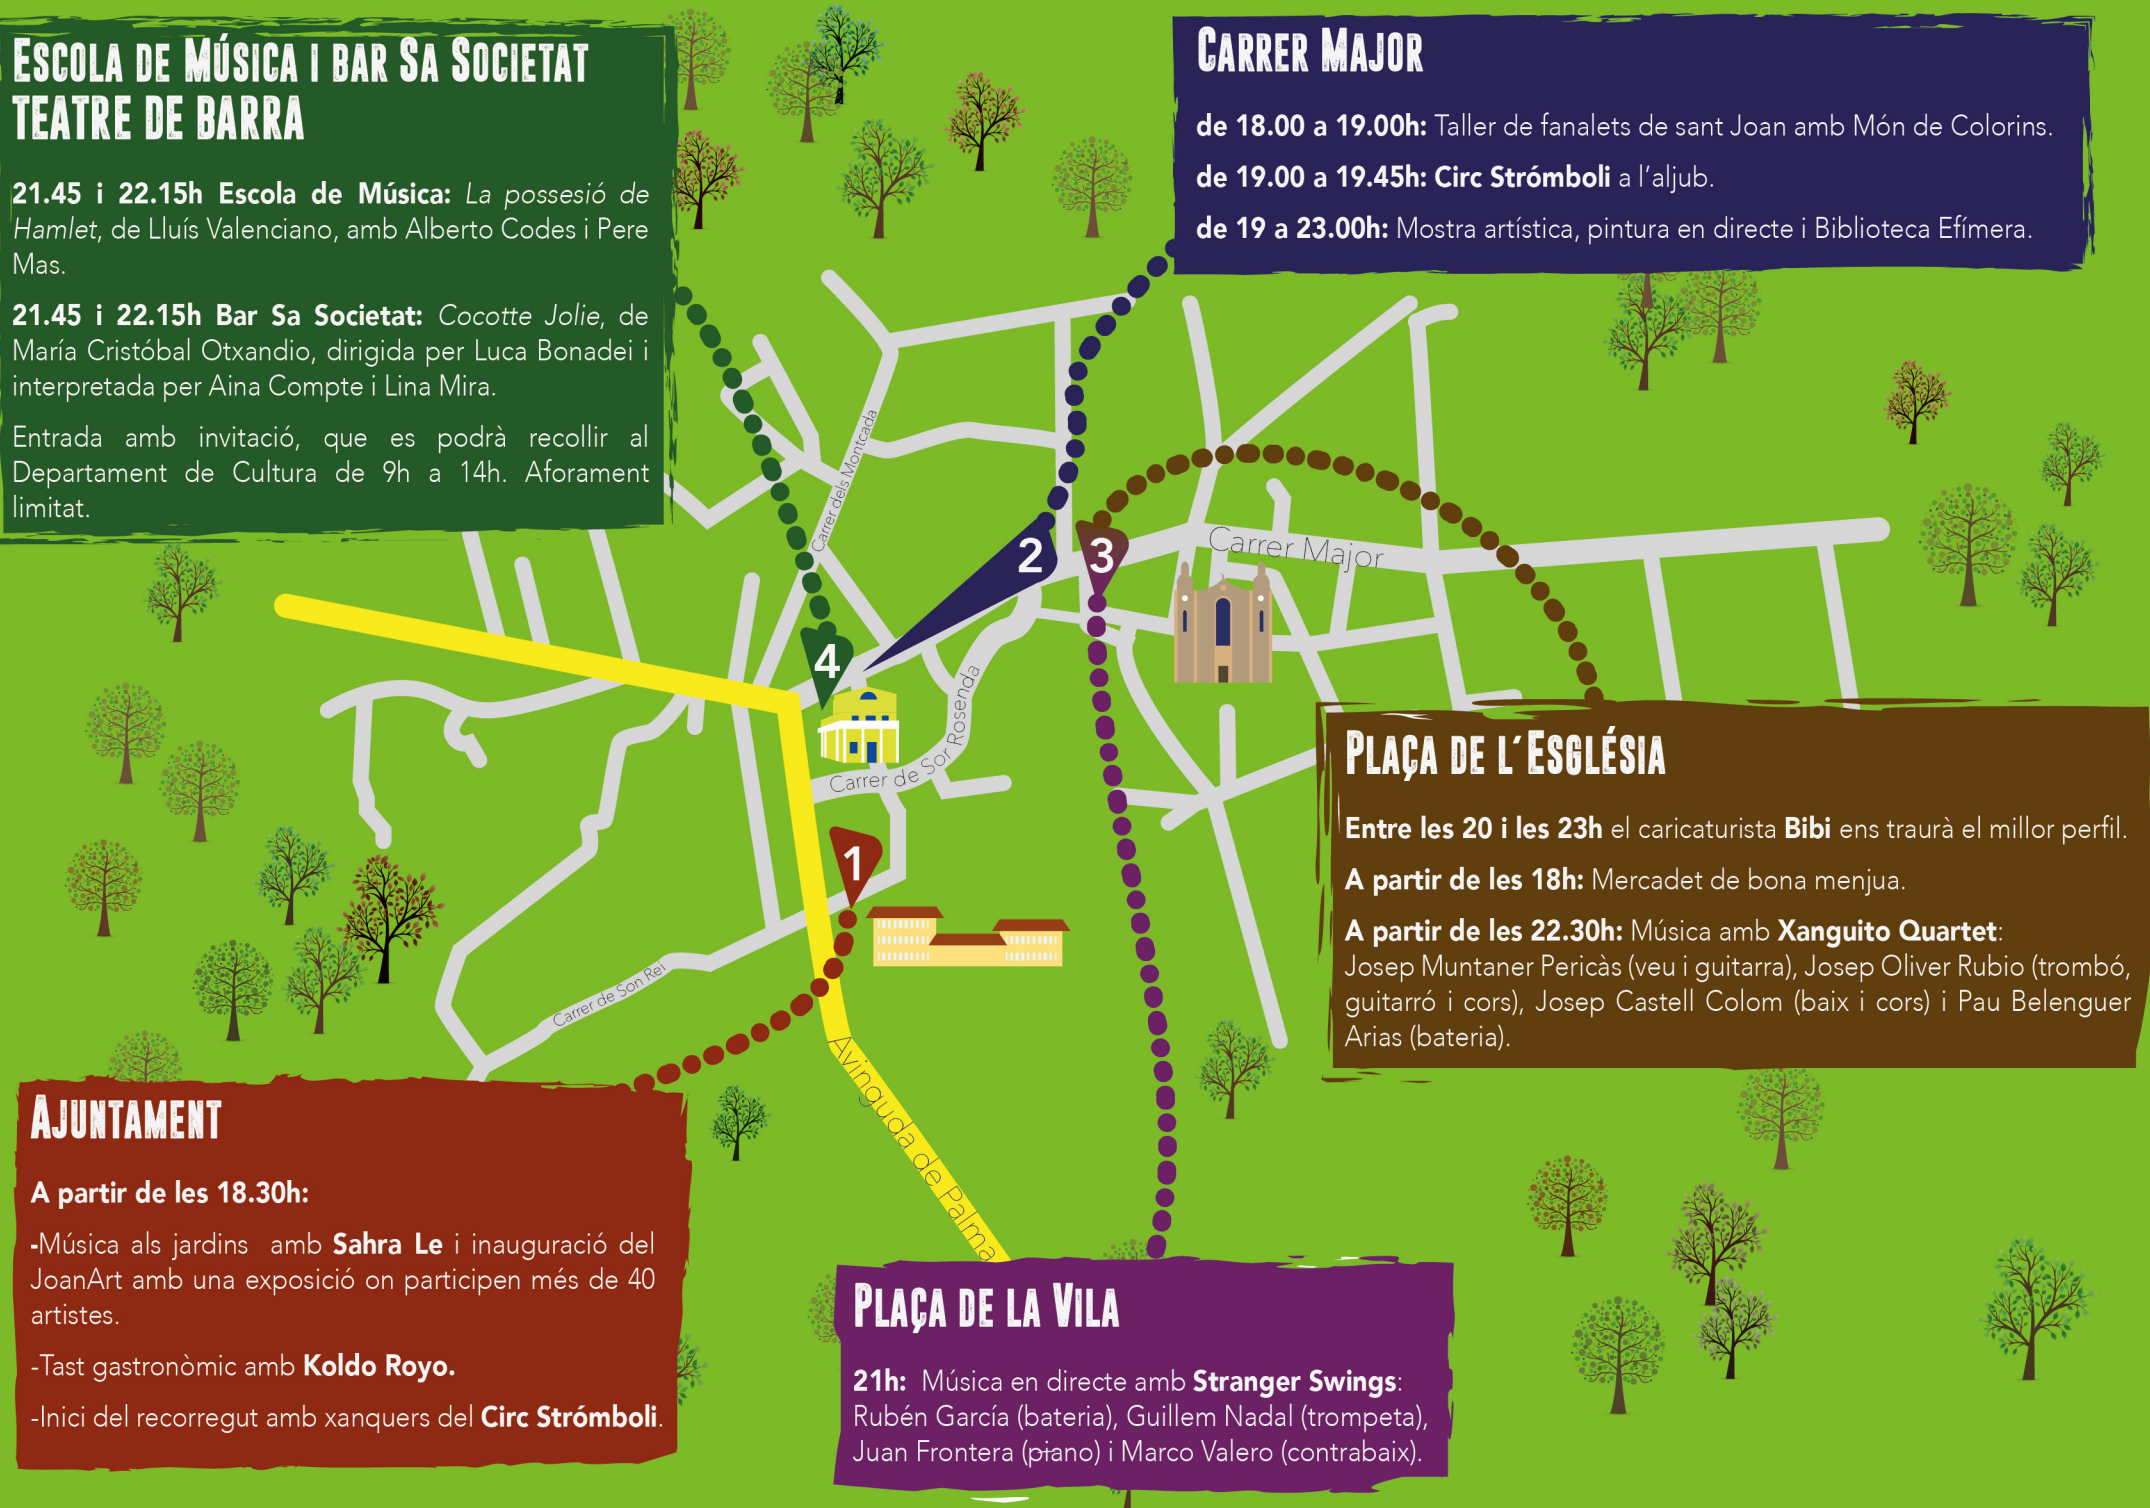 ESCOLA DE MÚSICA I BAR SA SOCIETAT
TEATRE DE BARRA
21.45 i 22.15h Escola de Música: La possesió de
Hamlet, de Lluís Valenciano, amb Alberto Codes i Pere
Mas.
21.45 i 22.15h Bar Sa Societat: Cocotte Jolie, de
María Cristóbal Otxandio, dirigida per Luca Bonadei i
interpretada per Aina Compte i Lina Mira.
Entrada amb invitació, que es podrà recollir al
Departament de Cultura de 9h a 14h. Aforament
limitat.
CARRER MAJOR
de 18.00 a 19.00h: Taller de fanalets de sant Joan amb Món de Colorins.
de 19.00 a 19.45h: Circ Strómboli a l'aljub.
de 19 a 23.00h: Mostra artística, pintura en directe i Biblioteca Efímera.
Carrer dels Montcada
2
3
Carrer Major
4
Carrer de Sor Rosenda
1
Carrer de Son Rei
Avinguda de Palma
PLAÇA DE L´ESGLÉSIA
Entre les 20 i les 23h el caricaturista Bibi ens traurà el millor perfil.
A partir de les 18h: Mercadet de bona menjua.
A partir de les 22.30h: Música amb Xanguito Quartet:
Josep Muntaner Pericàs (veu i guitarra), Josep Oliver Rubio (trombó,
guitarró i cors), Josep Castell Colom (baix i cors) i Pau Belenguer
Arias (bateria).
AJUNTAMENT
A partir de les 18.30h:
-Música als jardins amb Sahra Le i inauguració del
JoanArt amb una exposició on participen més de 40
artistes.
-Tast gastronòmic amb Koldo Royo.
-Inici del recorregut amb xanquers del Circ Strómboli.
PLAÇA DE LA VILA
21h: Música en directe amb Stranger Swings:
Rubén García (bateria), Guillem Nadal (trompeta),
Juan Frontera (piano) i Marco Valero (contrabaix).